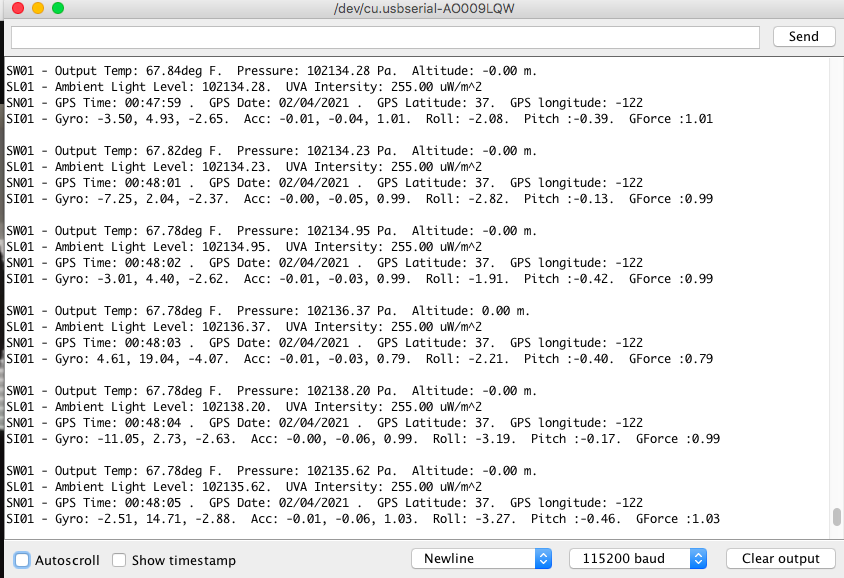 /dev/cu.usbserial-AO009LQW
Send
SW01 - Output Temp: 67.84deg F.  Pressure: 102134.28 Pa.  Altitude: -0.00 m.
SL01 - Ambient Light Level: 102134.28.  UVA Intersity: 255.00 uW/m^2
SN01 - GPS Time: 00:47:59 .  GPS Date: 02/04/2021 .  GPS Latitude: 37.  GPS longitude: -122
SI01 - Gyro: -3.50, 4.93, -2.65.  Acc: -0.01, -0.04, 1.01.  Roll: -2.08.  Pitch :-0.39.  GForce :1.01
SW01 - Output Temp: 67.82deg F.  Pressure: 102134.23 Pa.  Altitude: -0.00 m.
SL01 - Ambient Light Level: 102134.23.  UVA Intersity: 255.00 uW/m^2
SN01 - GPS Time: 00:48:01 .  GPS Date: 02/04/2021 .  GPS Latitude: 37.  GPS longitude: -122
SI01 - Gyro: -7.25, 2.04, -2.37.  Acc: -0.00, -0.05, 0.99.  Roll: -2.82.  Pitch :-0.13.  GForce :0.99
SW01 - Output Temp: 67.78deg F.  Pressure: 102134.95 Pa.  Altitude: -0.00 m.
SL01 - Ambient Light Level: 102134.95.  UVA Intersity: 255.00 uW/m^2
SN01 - GPS Time: 00:48:02 .  GPS Date: 02/04/2021 .  GPS Latitude: 37.  GPS longitude: -122
SI01 - Gyro: -3.01, 4.40, -2.62.  Acc: -0.01, -0.03, 0.99.  Roll: -1.91.  Pitch :-0.42.  GForce :0.99
SW01 - Output Temp: 67.78deg F.  Pressure: 102136.37 Pa.  Altitude: 0.00 m.
SL01 - Ambient Light Level: 102136.37.  UVA Intersity: 255.00 uW/m^2
SN01 - GPS Time: 00:48:03 .  GPS Date: 02/04/2021 .  GPS Latitude: 37.  GPS longitude: -122
SI01 - Gyro: 4.61, 19.04, -4.07.  Acc: -0.01, -0.03, 0.79.  Roll: -2.21.  Pitch :-0.40.  GForce :0.79
SW01 - Output Temp: 67.78deg F.  Pressure: 102138.20 Pa.  Altitude: -0.00 m.
SL01 - Ambient Light Level: 102138.20.  UVA Intersity: 255.00 uW/m^2
SN01 - GPS Time: 00:48:04 .  GPS Date: 02/04/2021 .  GPS Latitude: 37.  GPS longitude: -122
SI01 - Gyro: -11.05, 2.73, -2.63.  Acc: -0.00, -0.06, 0.99.  Roll: -3.19.  Pitch :-0.17.  GForce :0.99
SW01 - Output Temp: 67.78deg F.  Pressure: 102135.62 Pa.  Altitude: -0.00 m.
SL01 - Ambient Light Level: 102135.62.  UVA Intersity: 255.00 uW/m^2
SN01 - GPS Time: 00:48:05 .  GPS Date: 02/04/2021 .  GPS Latitude: 37.  GPS longitude: -122
SI01 - Gyro: -2.51, 14.71, -2.88.  Acc: -0.01, -0.06, 1.03.  Roll: -3.27.  Pitch :-0.46.  GForce :1.03
Autoscroll  Show timestamp  Newline  115200 baud  Clear output